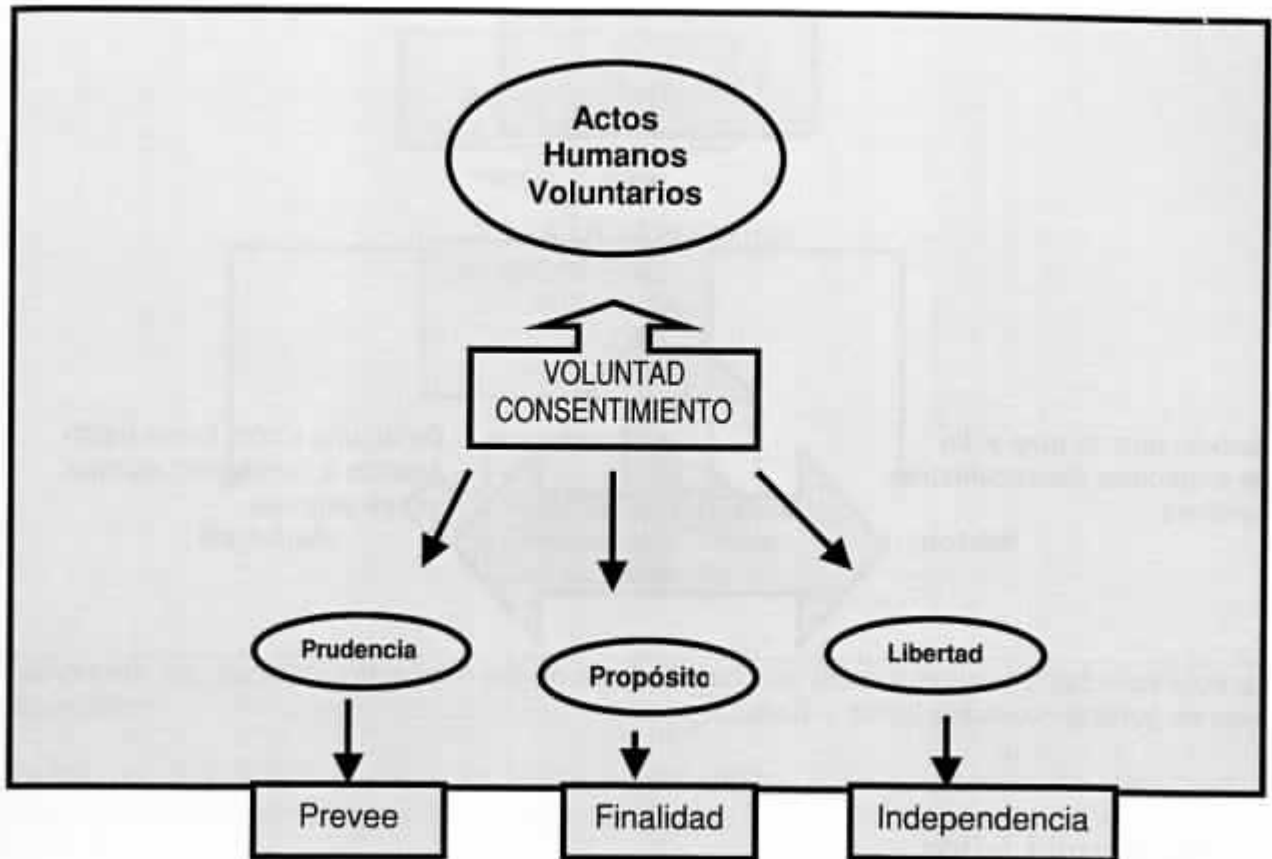 Actos
Humanos
Voluntarios
VOLUNTAD
CONSENTIMIENTO
Prudencia
Propósito
Libertad
Prevee
Finalidad
Independencia